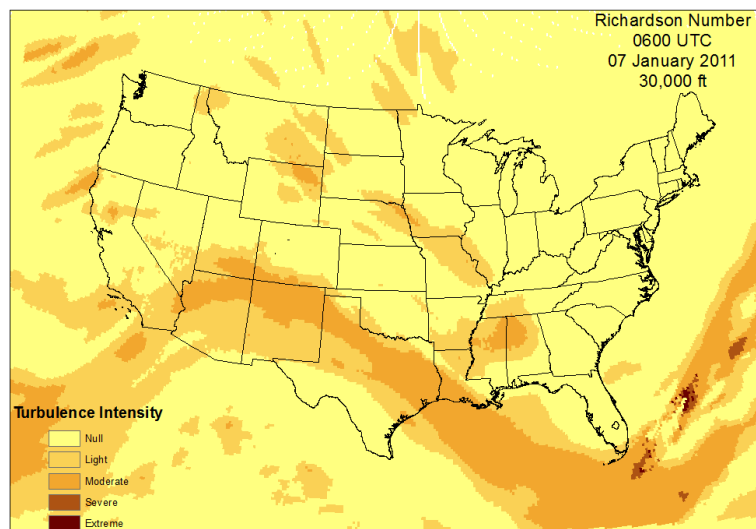 Richardson Number
0600 UTC
07 January 2011
30,000 ft
Turbulence Intensity
Null
Light
Moderate
Severe
Extreme